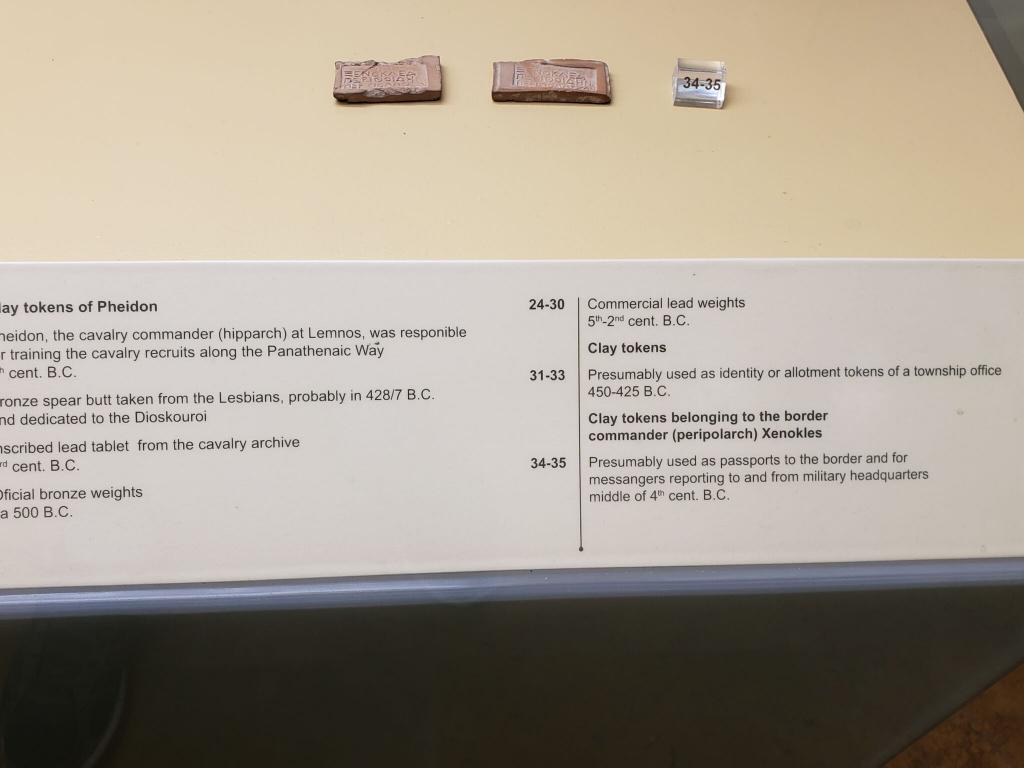 34-35
lay tokens of Pheidon
heidon, the cavalry commander (hipparch) at Lemnos, was responible
r training the cavalry recruits along the Panathenaic Way
h cent. B.C.
ronze spear butt taken from the Lesbians, probably in 428/7 B.C.
nd dedicated to the Dioskouroi
nscribed lead tablet from the cavalry archive
rd cent. B.C.
Oficial bronze weights
a 500 B.C.
24-30 Commercial lead weights
5th-2nd cent. B.C.
Clay tokens
31-33 Presumably used as identity or allotment tokens of a township office
450-425 B.C.
Clay tokens belonging to the border
commander (peripolarch) Xenokles
34-35 Presumably used as passports to the border and for
messangers reporting to and from military headquarters
middle of 4th cent. B.C.